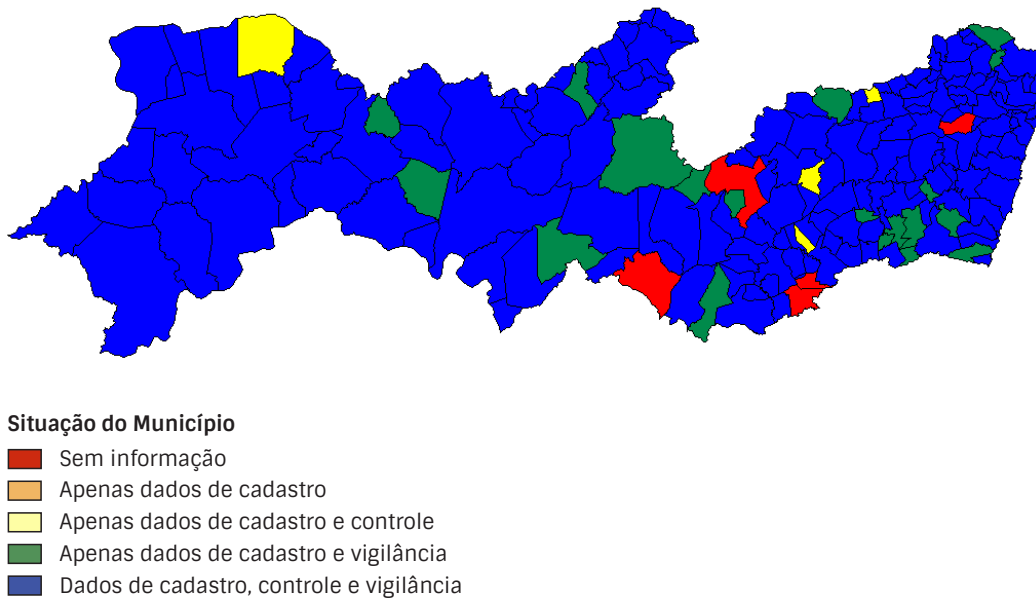 Situação do Município
Sem informação
Apenas dados de cadastro
Apenas dados de cadastro e controle
Apenas dados de cadastro e vigilância
Dados de cadastro, controle e vigilância